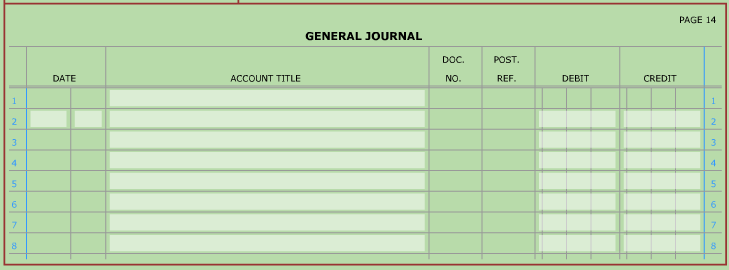 PAGE 14
GENERAL JOURNAL
DOC. POST.
DATE ACCOUNT TITLE NO. REF. DEBIT CREDIT
1 1
2 2
3 3
4 4
5 5
6 6
7 7
8 8